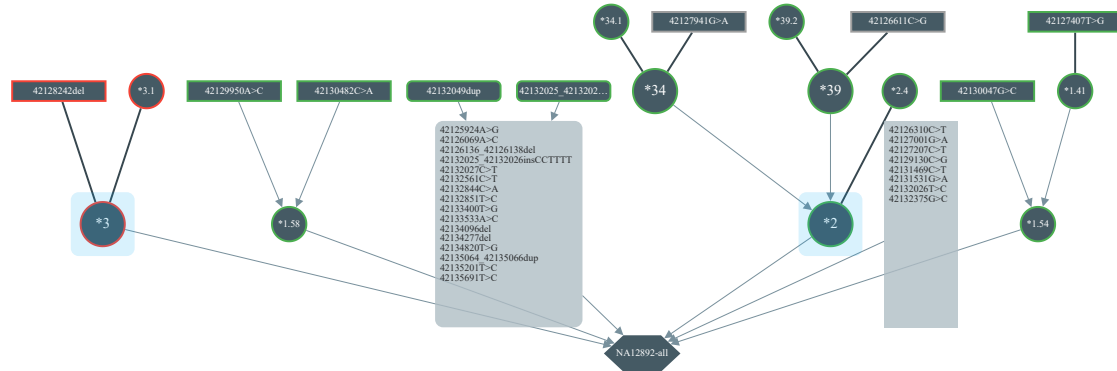 *34.1
42127941G>A
*39.2
42126611C>G
42127407T>G
42128242del
*3.1
42129950A>C
42130482C>A
42132049dup
42132025_4213202...
*34
*39
*2.4
42130047G>C
*1.41
42125924A>G
42126069A>C
42126136_42126138del
42132025_42132026insCCTTTT
42132027C>T
42132561C>T
42132844C>A
42132851T>C
42133400T>G
42133533A>C
42134096del
42134277del
42134820T>G
42135064_42135066dup
42135201T>C
42135691T>C
42126310C>T
42127001G>A
42127207C>T
42129130C>G
42131469C>T
42131531G>A
42132026T>C
42132375G>C
*3
*1.58
*2
*1.54
NA12892-all